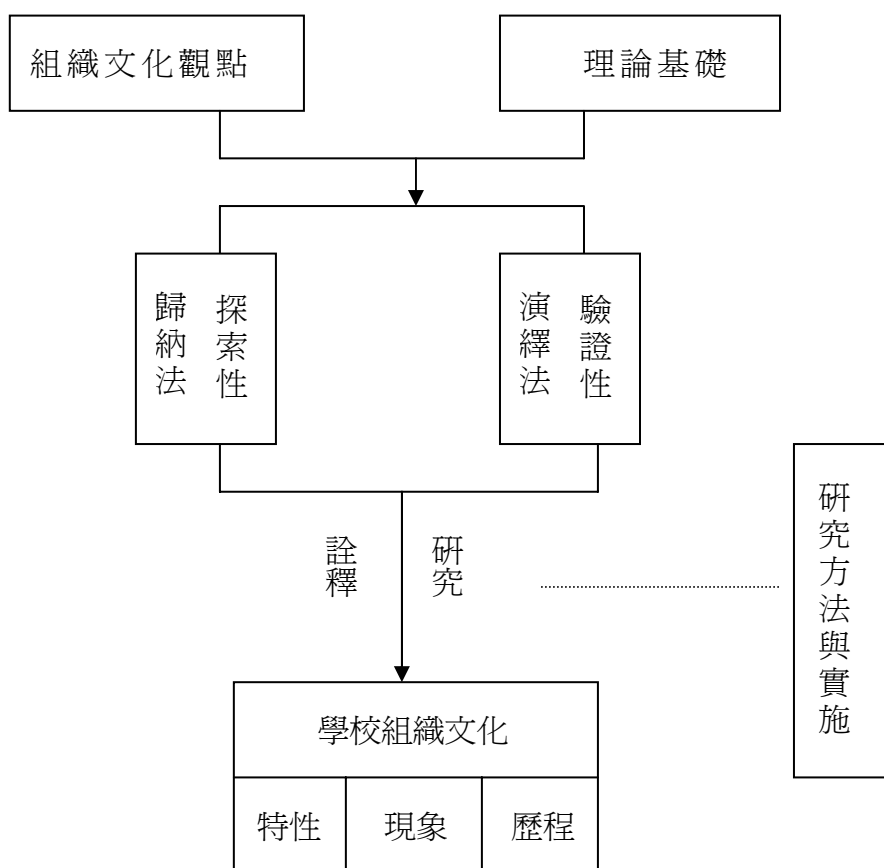 組織文化觀點
理論基礎
探索性
歸納法
驗證性
演繹法
研究
詮釋
研究方法與實施
學校組織文化
特性
現象
歷程